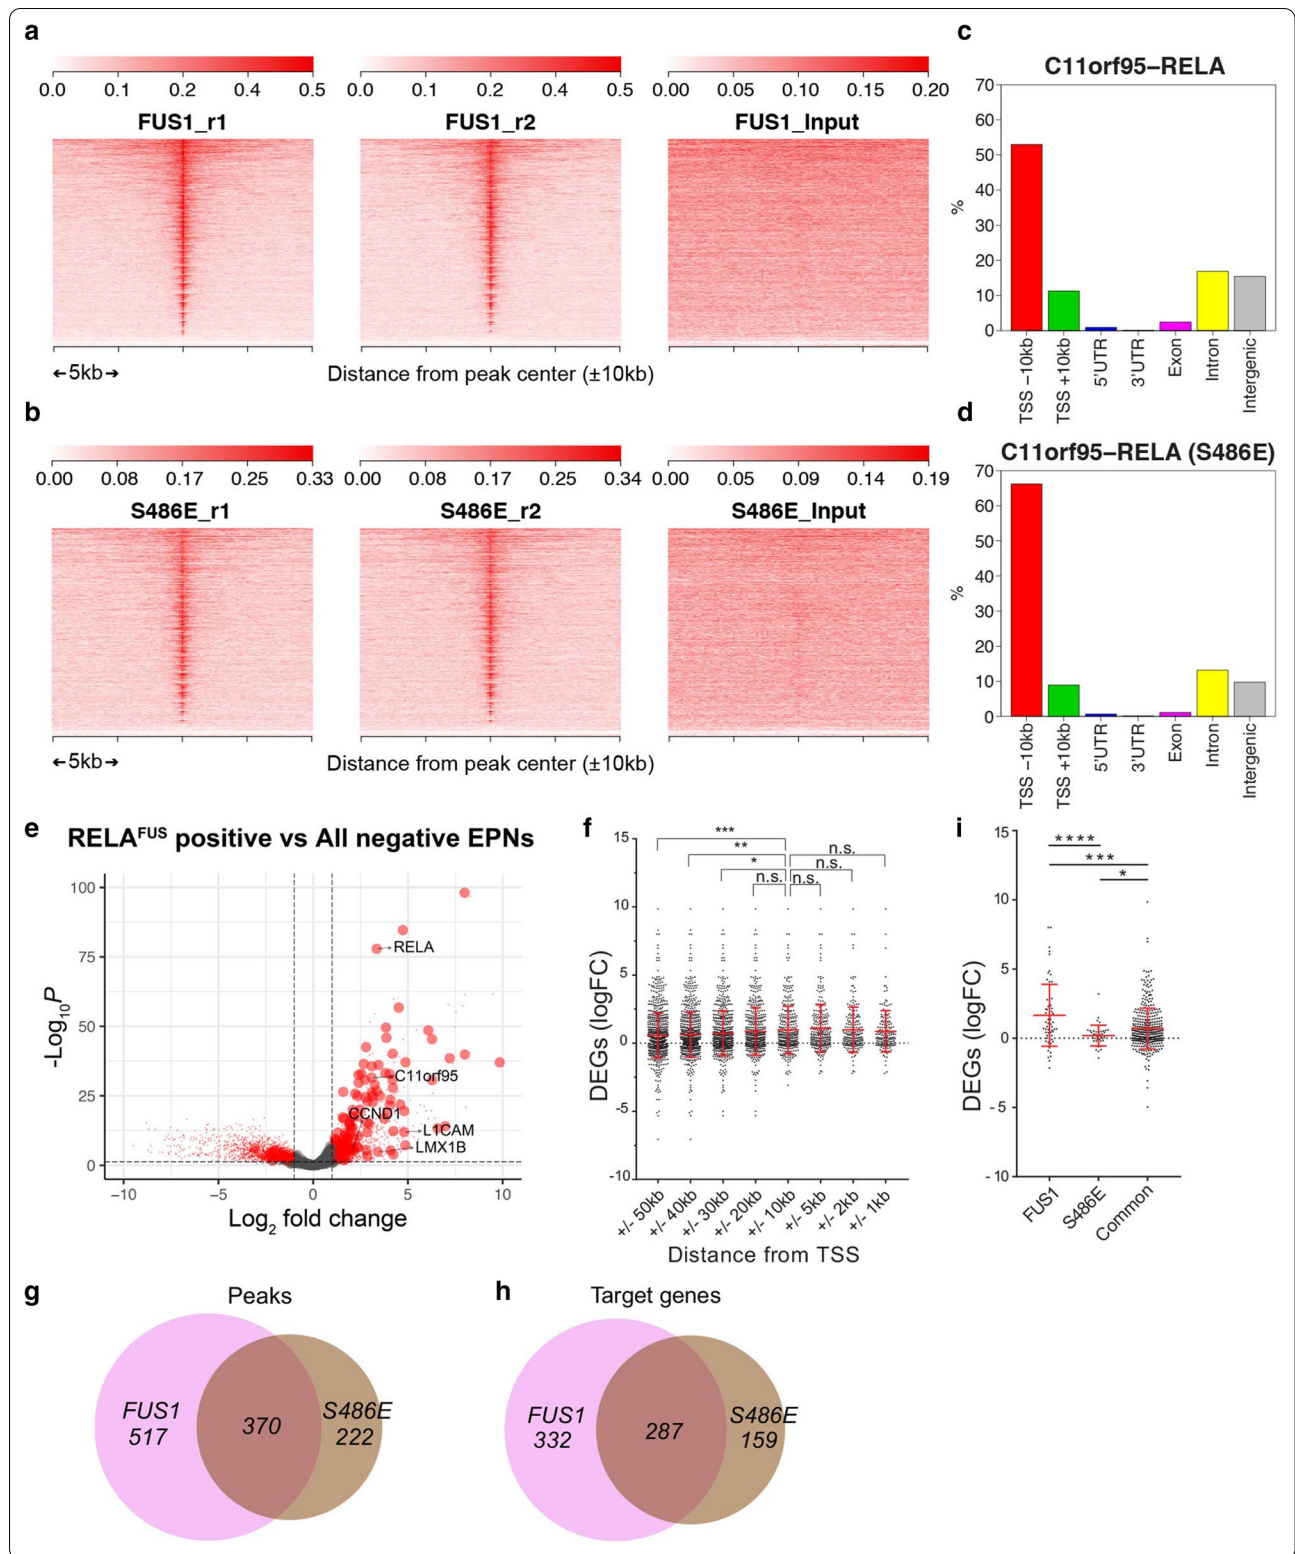 a
0.0 0.1 0.2 0.4 0.5
0.0 0.1 0.2 0.4 0.5
0.00 0.05 0.10 0.15 0.20
FUS1_r1
FUS1_r2
FUS1_Input
←5kb→
Distance from peak center (±10kb)
c
C11orf95–RELA
70
60
50
40
30
20
10
0
%
TSS −10kb
TSS +10kb
5'UTR
3'UTR
Exon
Intron
Intergenic
b
0.00 0.08 0.17 0.25 0.33
0.00 0.08 0.17 0.25 0.34
0.00 0.05 0.09 0.14 0.19
S486E_r1
S486E_r2
S486E_Input
←5kb→
Distance from peak center (±10kb)
d
C11orf95–RELA (S486E)
70
60
50
40
30
20
10
0
%
TSS −10kb
TSS +10kb
5'UTR
3'UTR
Exon
Intron
Intergenic
e
RELAFUS positive vs All negative EPNs
100
75
50
25
0
-Log10P
RELA
C11orf95
CCND1
L1CAM
LMX1B
−10 −5 0 5 10
Log2 fold change
f
15
10
5
0
-5
-10
DEGs (logFC)
***
**
*
n.s.
n.s.
n.s.
n.s.
+/- 50kb
+/- 40kb
+/- 30kb
+/- 20kb
+/- 10kb
+/- 5kb
+/- 2kb
+/- 1kb
Distance from TSS
i
15
10
5
0
-5
-10
DEGs (logFC)
****
***
*
FUS1
S486E
Common
g
Peaks
FUS1
517
370
S486E
222
h
Target genes
FUS1
332
287
S486E
159